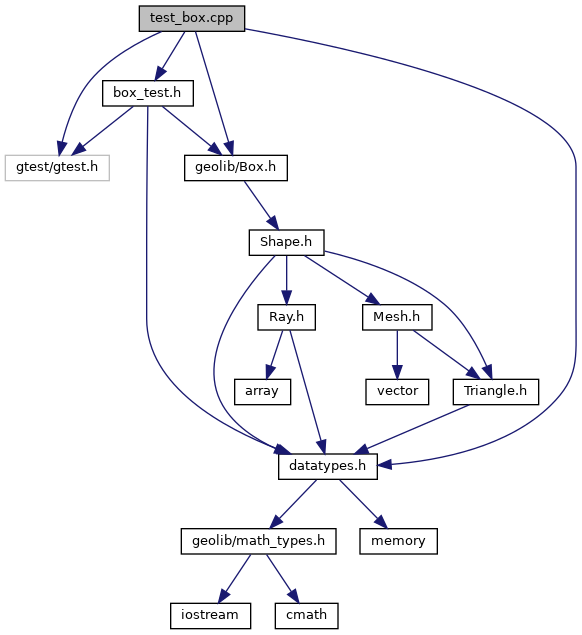 test_box.cpp
box_test.h
gtest/gtest.h
geolib/Box.h
Shape.h
Ray.h
Mesh.h
array
vector
Triangle.h
datatypes.h
geolib/math_types.h
memory
iostream
cmath